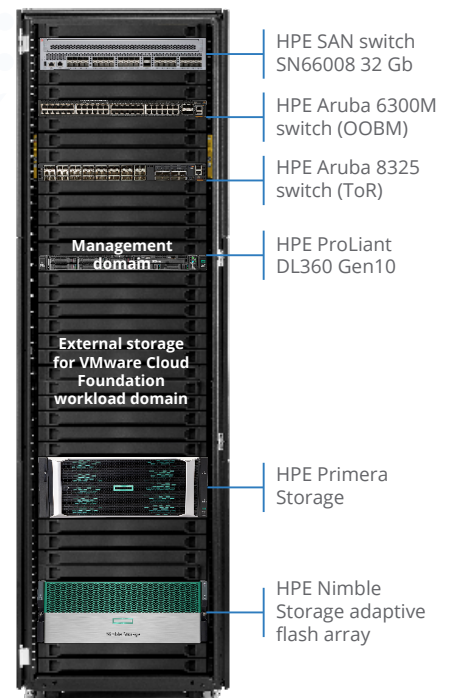 HPE SAN switch
SN66008 32 Gb
HPE Aruba 6300M
switch (OOBM)
HPE Aruba 8325
switch (ToR)
Management
domain
HPE ProLiant
DL360 Gen10
External storage
for VMware Cloud
Foundation
workload domain
HPE Primera
Storage
HPE Nimble
Storage adaptive
flash array
Nimble Storage